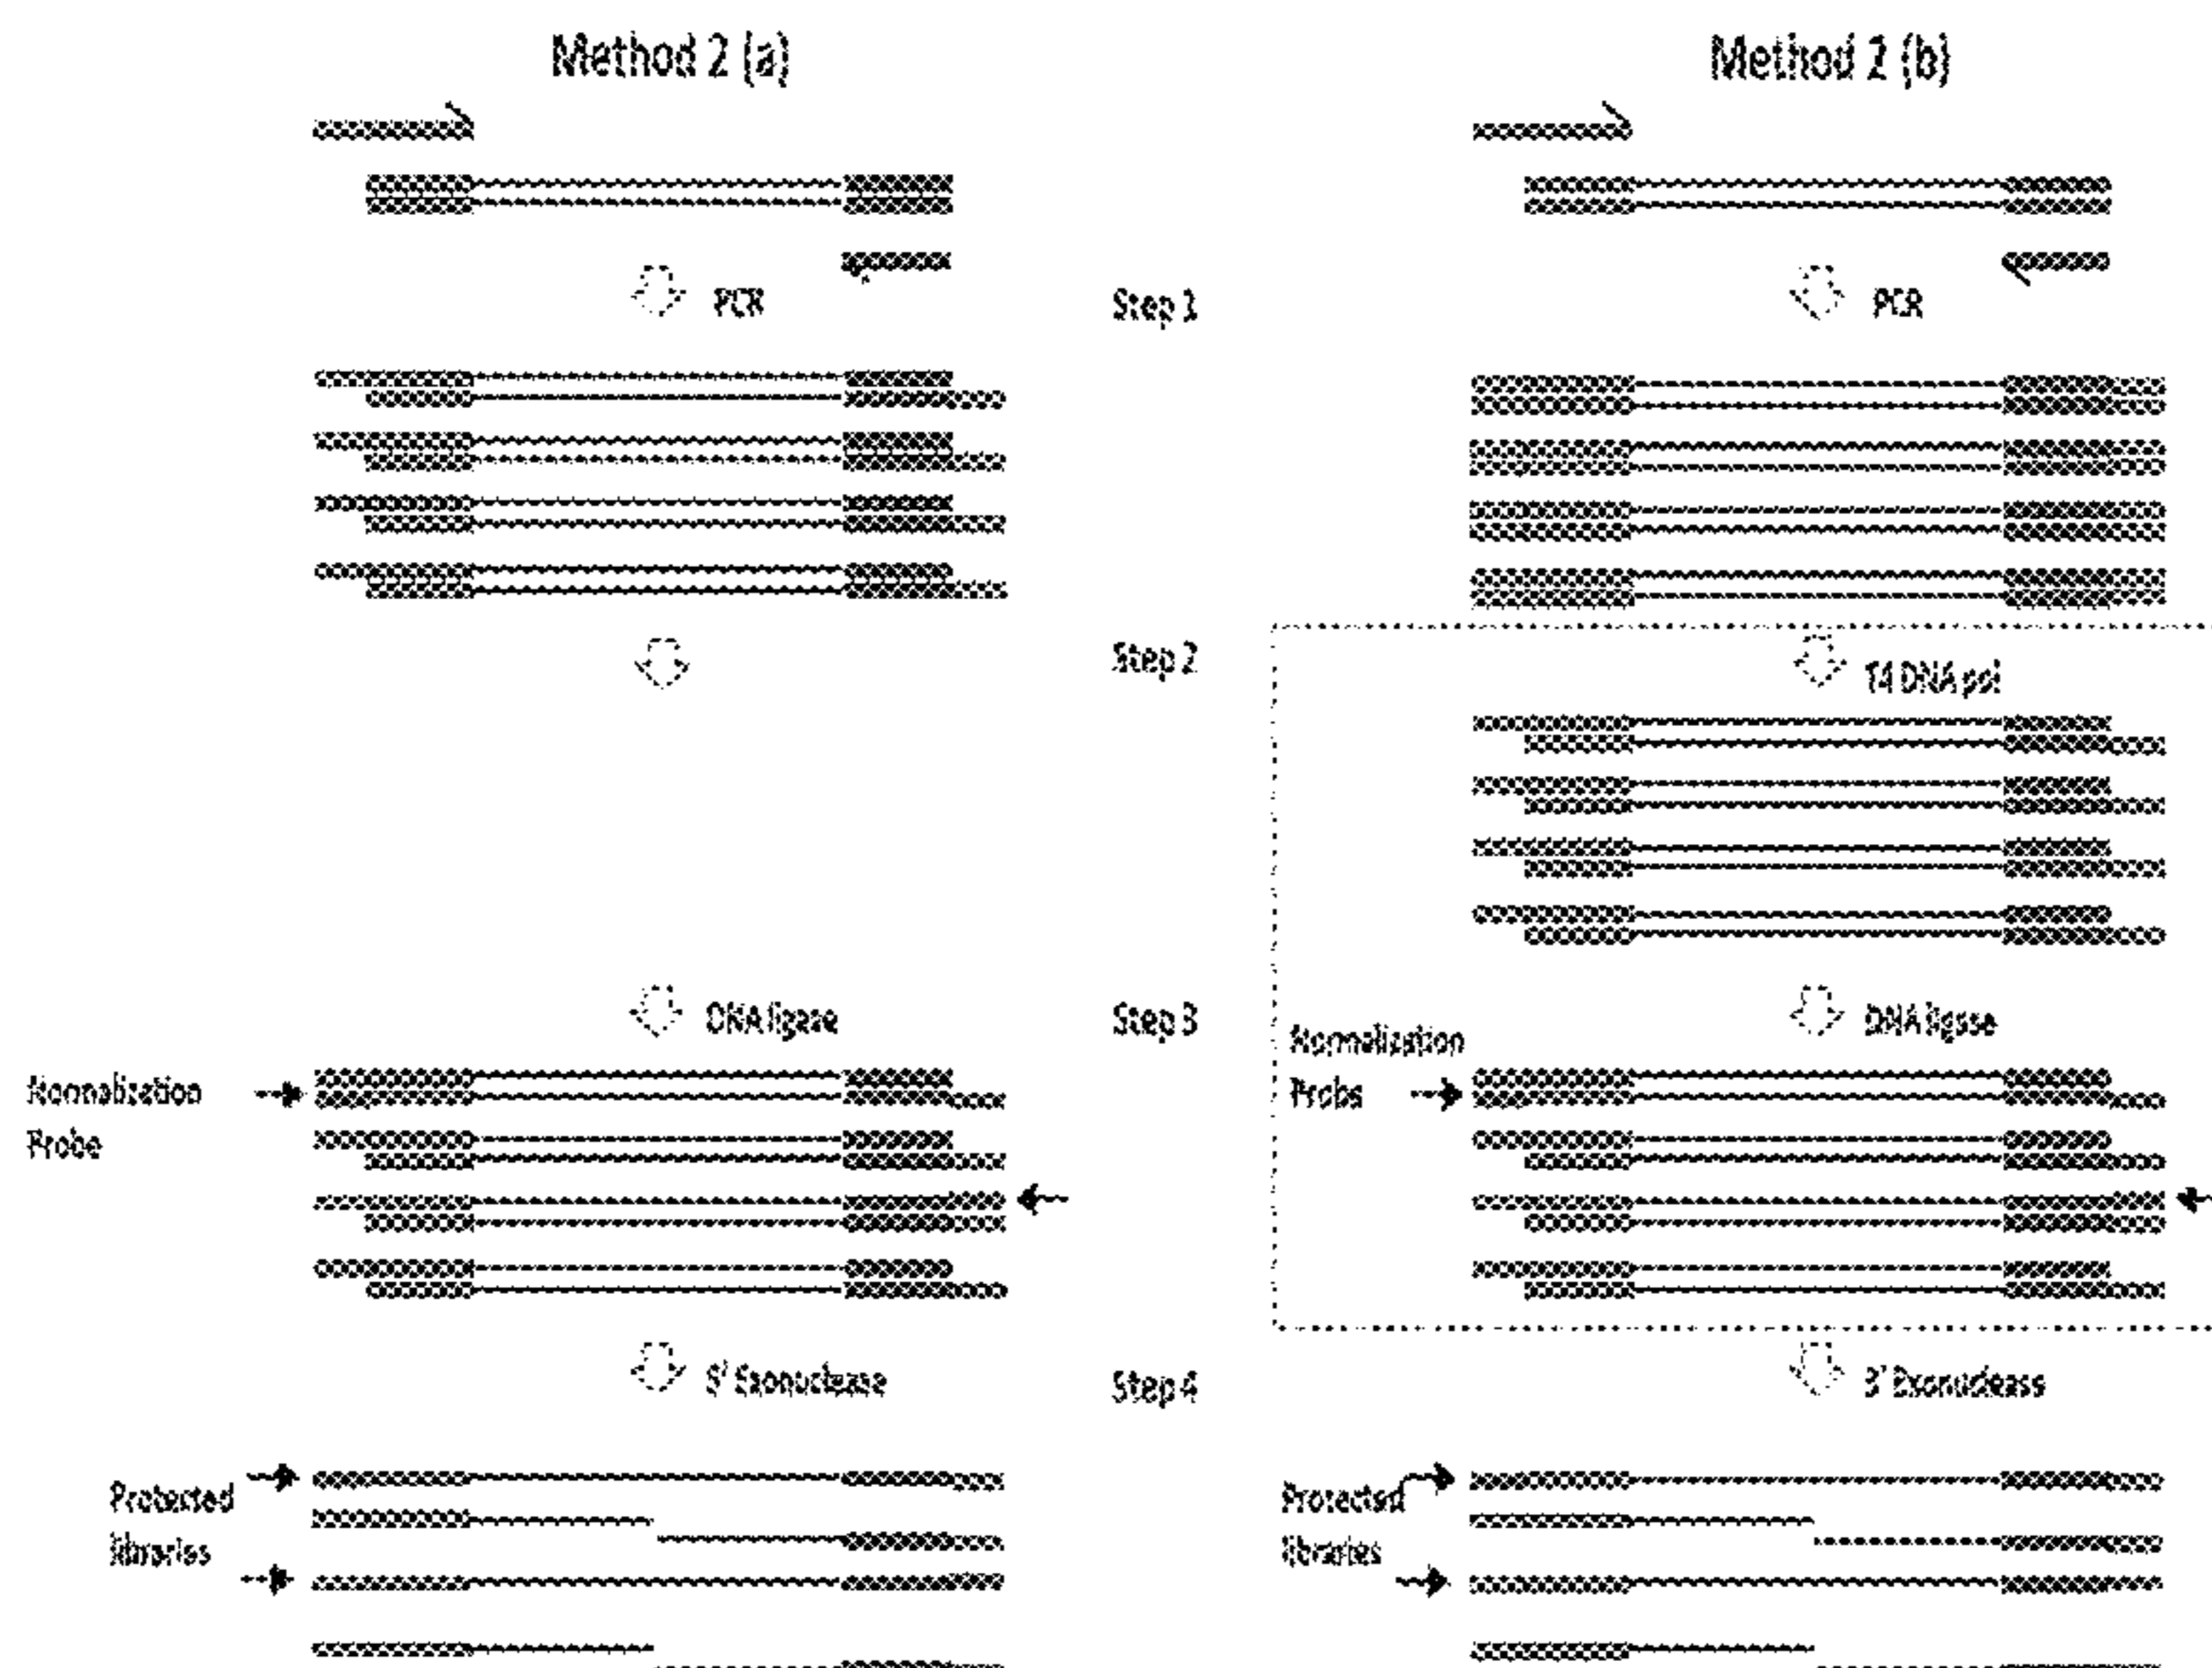 Method 2 (a)
Method 2 (b)
PCR
Step 1
PCR
Step 2
T4 DNA pol
DNA ligase
Step 3
DNA ligase
Normalization
Probe
Normalization
Probe
Exonuclease
Step 4
3' Exonuclease
Protected
libraries
Protected
libraries